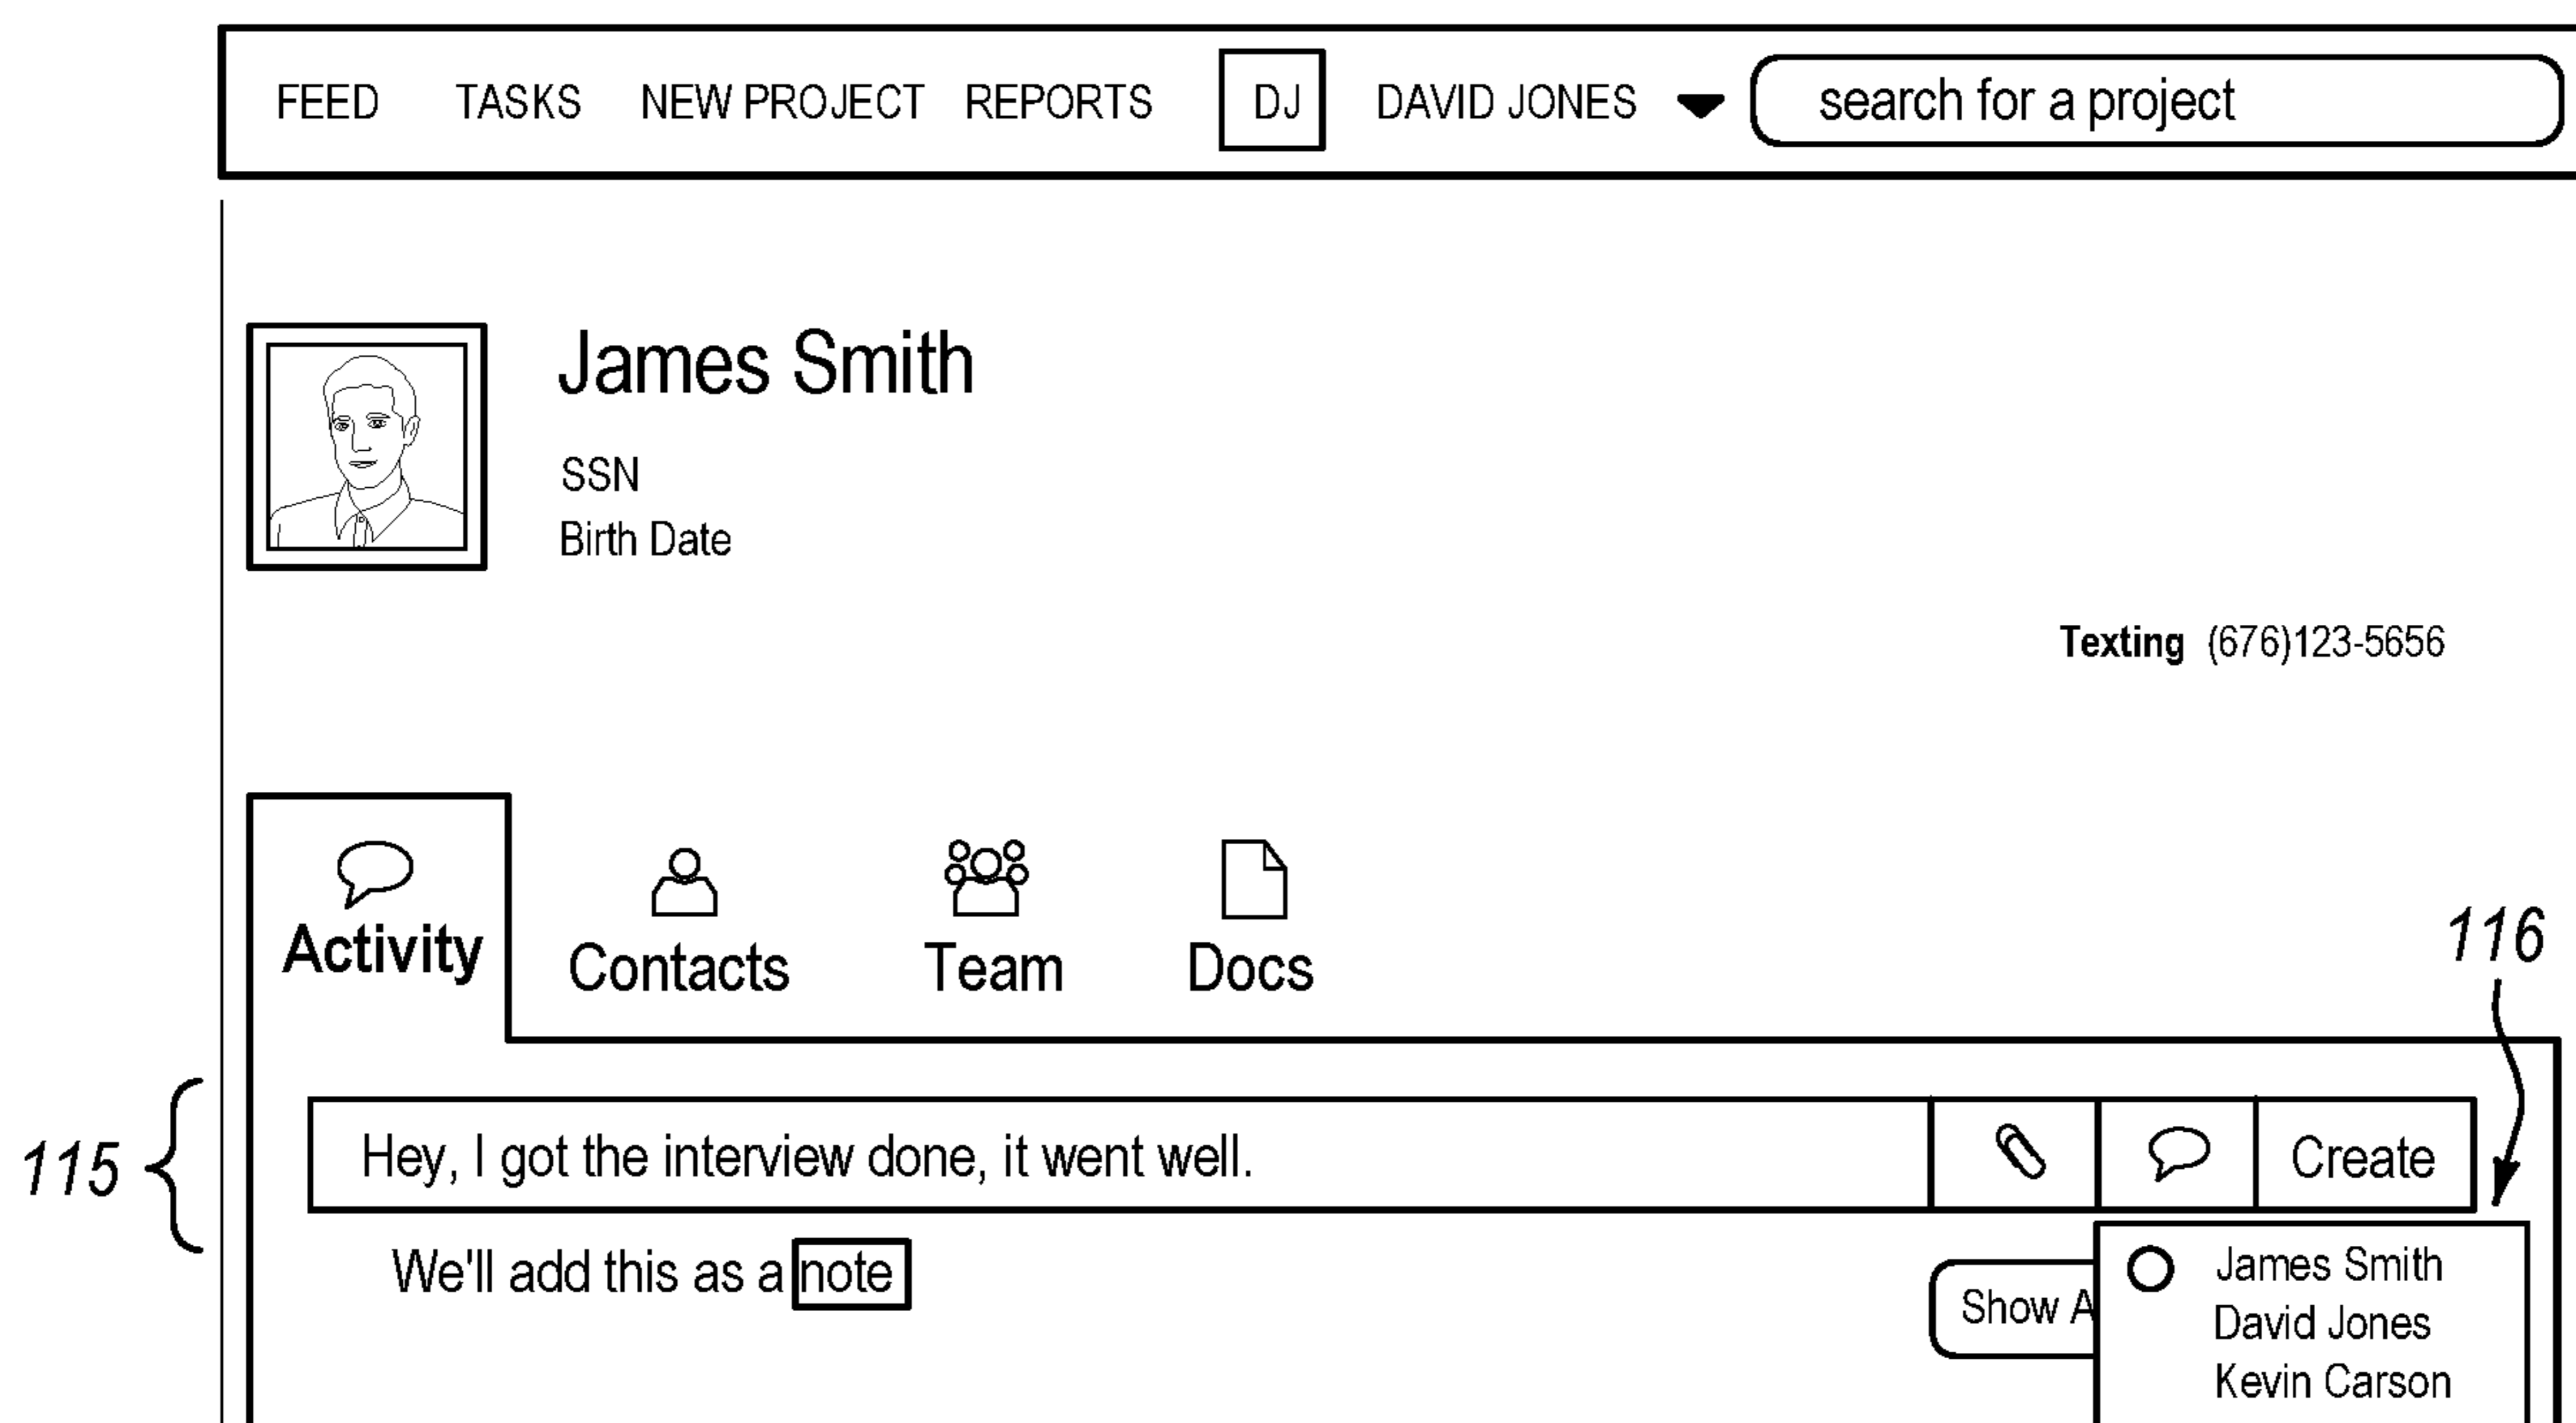 FEED TASKS NEW PROJECT REPORTS DJ DAVID JONES search for a project
James Smith
SSN
Birth Date
Texting (676)123-5656
Activity Contacts Team Docs
116
115
Hey, I got the interview done, it went well. Create
We'll add this as a note
Show A
James Smith
David Jones
Kevin Carson